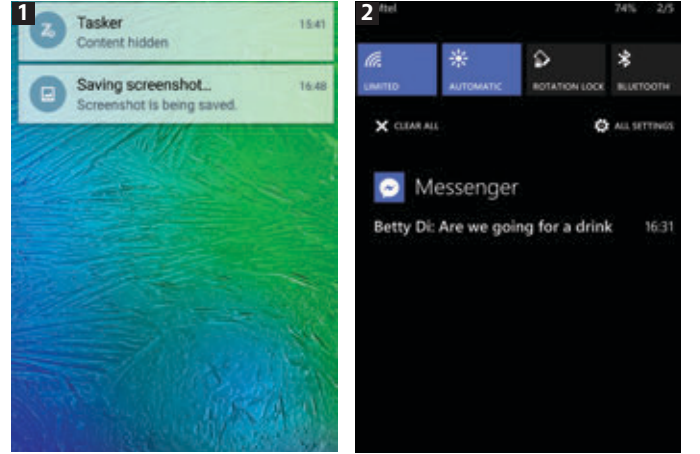 1
Tasker 15:41
Content hidden
Saving screenshot... 16:48
Screenshot is being saved.
2
74% 2/5
LIMITED AUTOMATIC ROTATION LOCK BLUETOOTH
CLEAR ALL ALL SETTINGS
Messenger
Betty Di: Are we going for a drink 16:31